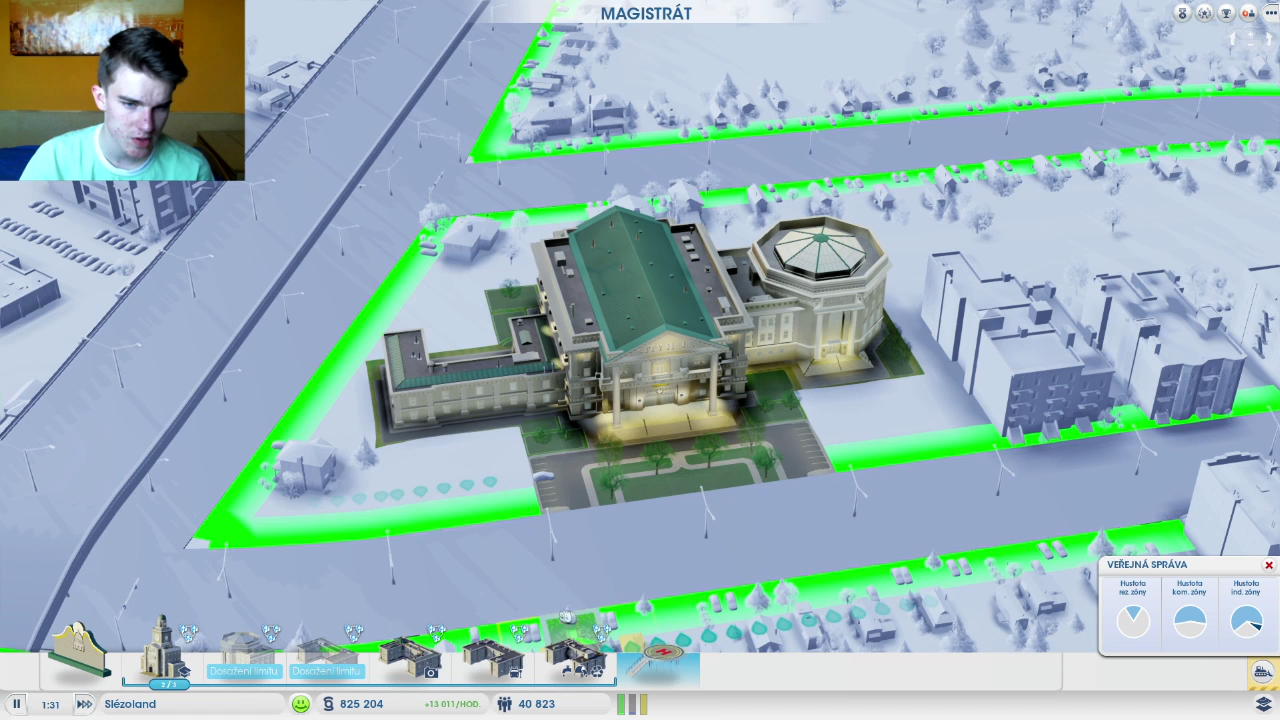 MAGISTRÁT
VEŘEJNÁ SPRÁVA
Hustota rez. zóny
Hustota kom. zóny
Hustota ind. zóny
Dosažení limitu
Dosažení limitu
2 / 3
1:31
Slézoland
825 204
+13 011/HOD.
40 823